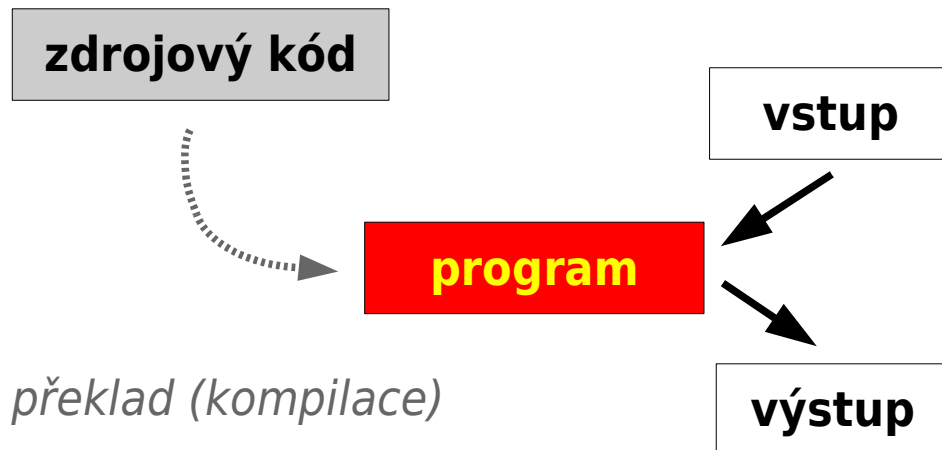 zdrojový kód
vstup
program
překlad (kompilace)
výstup